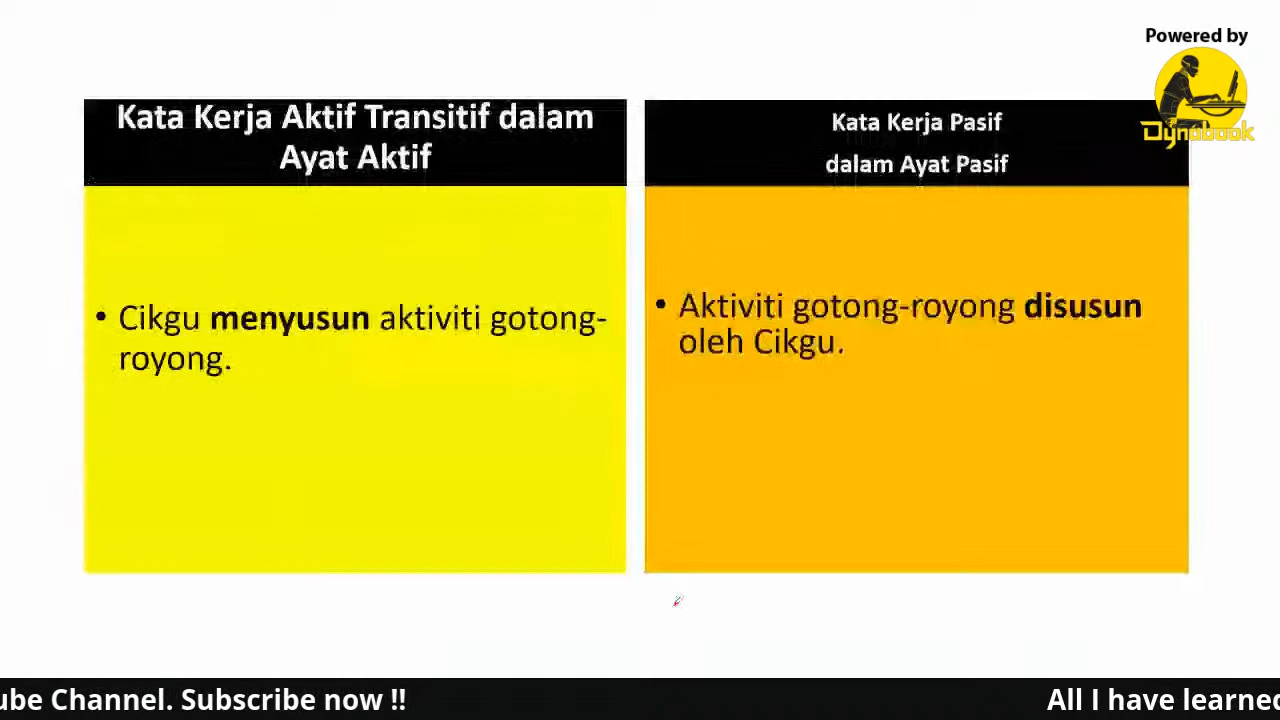 Powered by
Dynabook
Kata Kerja Aktif Transitif dalam
Ayat Aktif
• Cikgu menyusun aktiviti gotong-
royong.
Kata Kerja Pasif
dalam Ayat Pasif
• Aktiviti gotong-royong disusun
oleh Cikgu.
ube Channel. Subscribe now !!
All I have learned